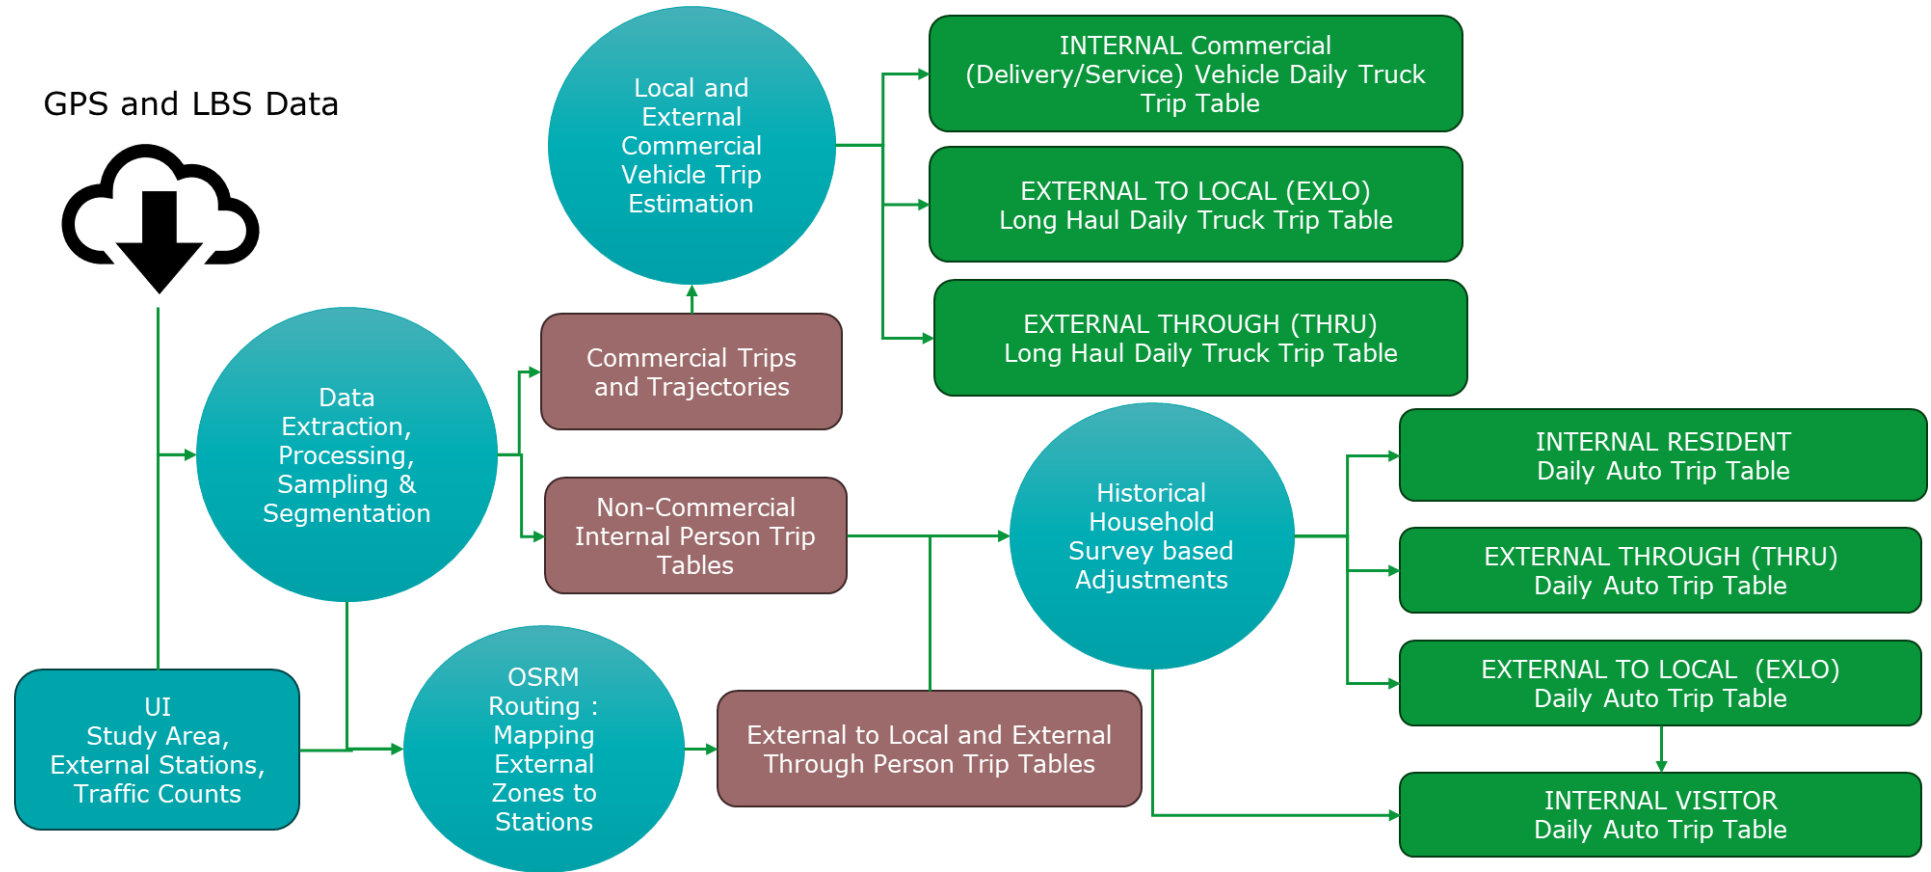 GPS and LBS Data
Local and
External
Commercial
Vehicle Trip
Estimation
INTERNAL Commercial
(Delivery/Service) Vehicle Daily Truck
Trip Table
EXTERNAL TO LOCAL (EXLO)
Long Haul Daily Truck Trip Table
EXTERNAL THROUGH (THRU)
Long Haul Daily Truck Trip Table
Data
Extraction,
Processing,
Sampling &
Segmentation
Commercial Trips
and Trajectories
Non-Commercial
Internal Person Trip
Tables
Historical
Household
Survey based
Adjustments
INTERNAL RESIDENT
Daily Auto Trip Table
EXTERNAL THROUGH (THRU)
Daily Auto Trip Table
EXTERNAL TO LOCAL  (EXLO)
Daily Auto Trip Table
INTERNAL VISITOR
Daily Auto Trip Table
UI
Study Area,
External Stations,
Traffic Counts
OSRM
Routing :
Mapping
External
Zones to
Stations
External to Local and External
Through Person Trip Tables